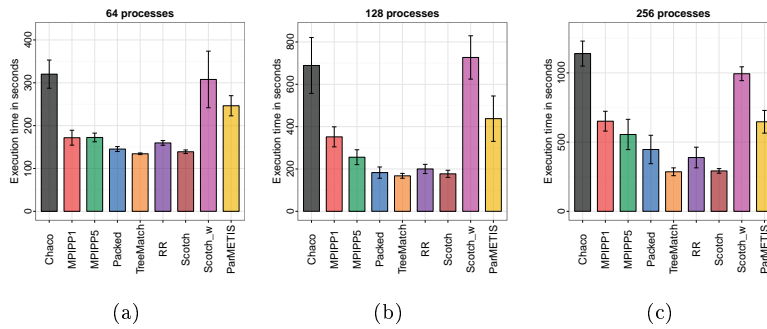 64 processes
Execution time in seconds
0
100
200
300
400
Chaco
MPIPP1
MPIPP5
Packed
TreeMatch
RR
Scotch
Scotch_w
ParMETIS
(a)
128 processes
Execution time in seconds
0
200
400
600
800
Chaco
MPIPP1
MPIPP5
Packed
TreeMatch
RR
Scotch
Scotch_w
ParMETIS
(b)
256 processes
Execution time in seconds
0
500
1000
Chaco
MPIPP1
MPIPP5
Packed
TreeMatch
RR
Scotch
Scotch_w
ParMETIS
(c)